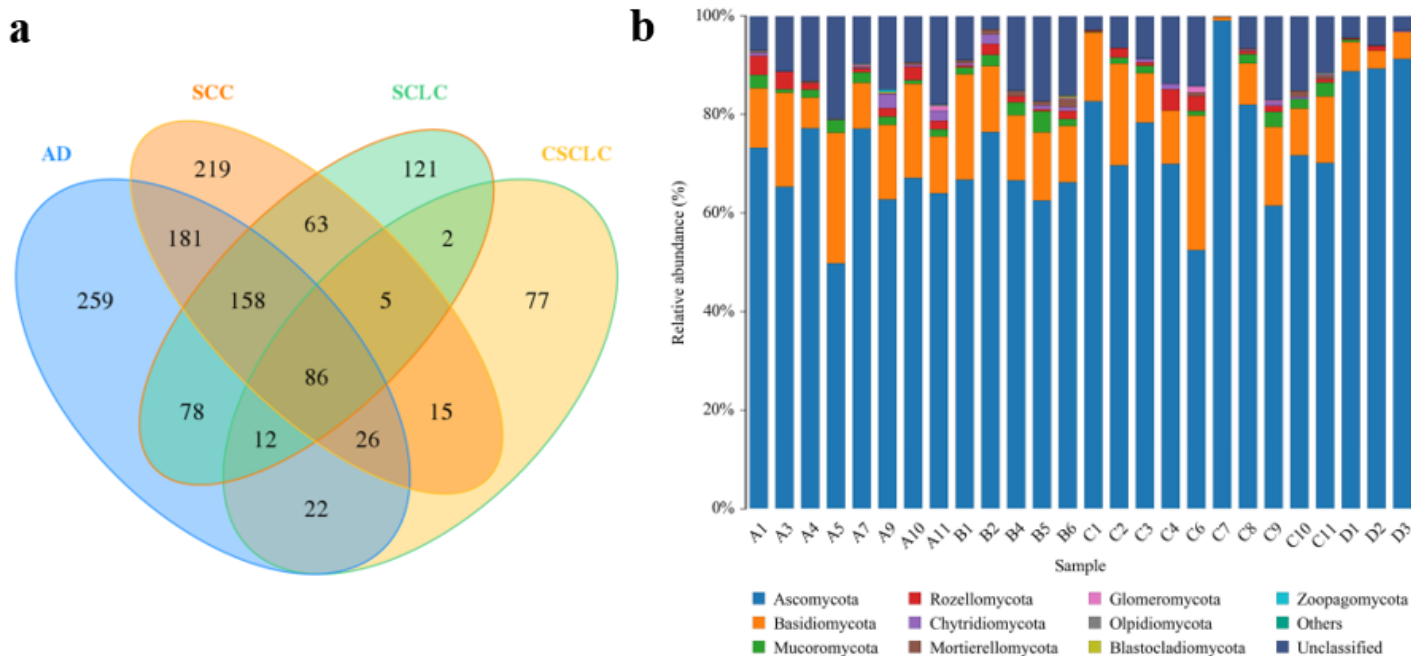 a
SCC
SCLC
AD
CSCLC
219
121
63
2
181
259
158
5
77
86
78
12
26
15
22
b
100%
80%
60%
40%
20%
0%
Relative abundance (%)
A1 A3 A4 A5 A7 A9 A10 A11 B1 B2 B4 B5 B6 C1 C2 C3 C4 C6 C7 C8 C9 C10 C11 D1 D2 D3
Sample
Ascomycota Rozellomycota Glomeromycota Zoopagomycota
Basidiomycota Chytridiomycota Olpidiomycota Others
Mucoromycota Mortierellomycota Blastocladiomycota Unclassified